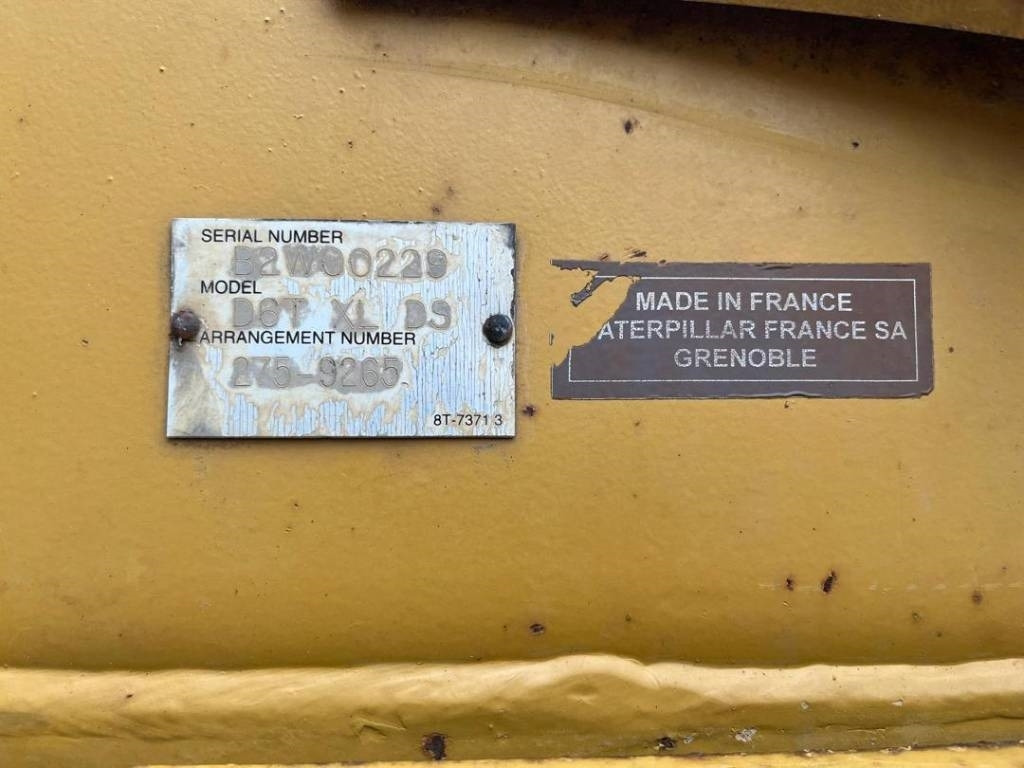 SERIAL NUMBER
B2W00229
MODEL
D6T XL DS
ARRANGEMENT NUMBER
275-9265
8T-7371 3
MADE IN FRANCE
ATERPILLAR FRANCE SA
GRENOBLE